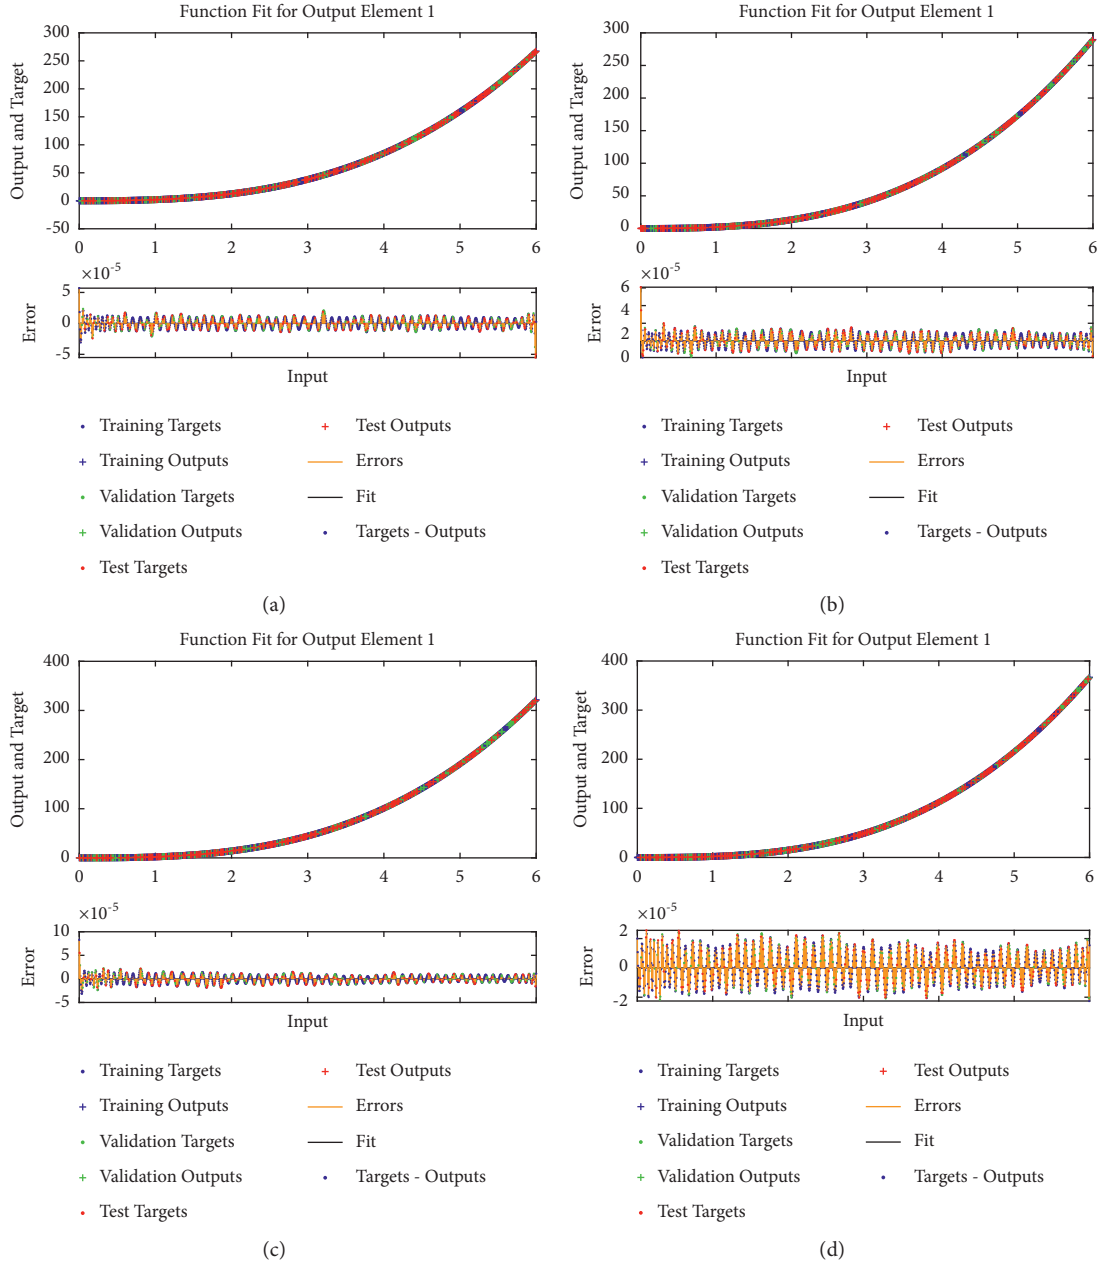 Function Fit for Output Element 1
Output and Target
300
250
200
150
100
50
0
-50
0 1 2 3 4 5 6
×10-5
Error
5
0
-5
Input
Training Targets
Training Outputs
Validation Targets
Validation Outputs
Test Targets
Test Outputs
Errors
Fit
Targets - Outputs
(a)
Function Fit for Output Element 1
Output and Target
300
250
200
150
100
50
0
0 1 2 3 4 5 6
×10-5
Error
6
2
2
0
Input
Training Targets
Training Outputs
Validation Targets
Validation Outputs
Test Targets
Test Outputs
Errors
Fit
Targets - Outputs
(b)
Function Fit for Output Element 1
Output and Target
400
300
200
100
0
0 1 2 3 4 5 6
×10-5
Error
10
5
0
-5
Input
Training Targets
Training Outputs
Validation Targets
Validation Outputs
Test Targets
Test Outputs
Errors
Fit
Targets - Outputs
(c)
Function Fit for Output Element 1
Output and Target
400
300
200
100
0
0 1 2 3 4 5 6
×10-5
Error
2
0
-2
Input
Training Targets
Training Outputs
Validation Targets
Validation Outputs
Test Targets
Test Outputs
Errors
Fit
Targets - Outputs
(d)